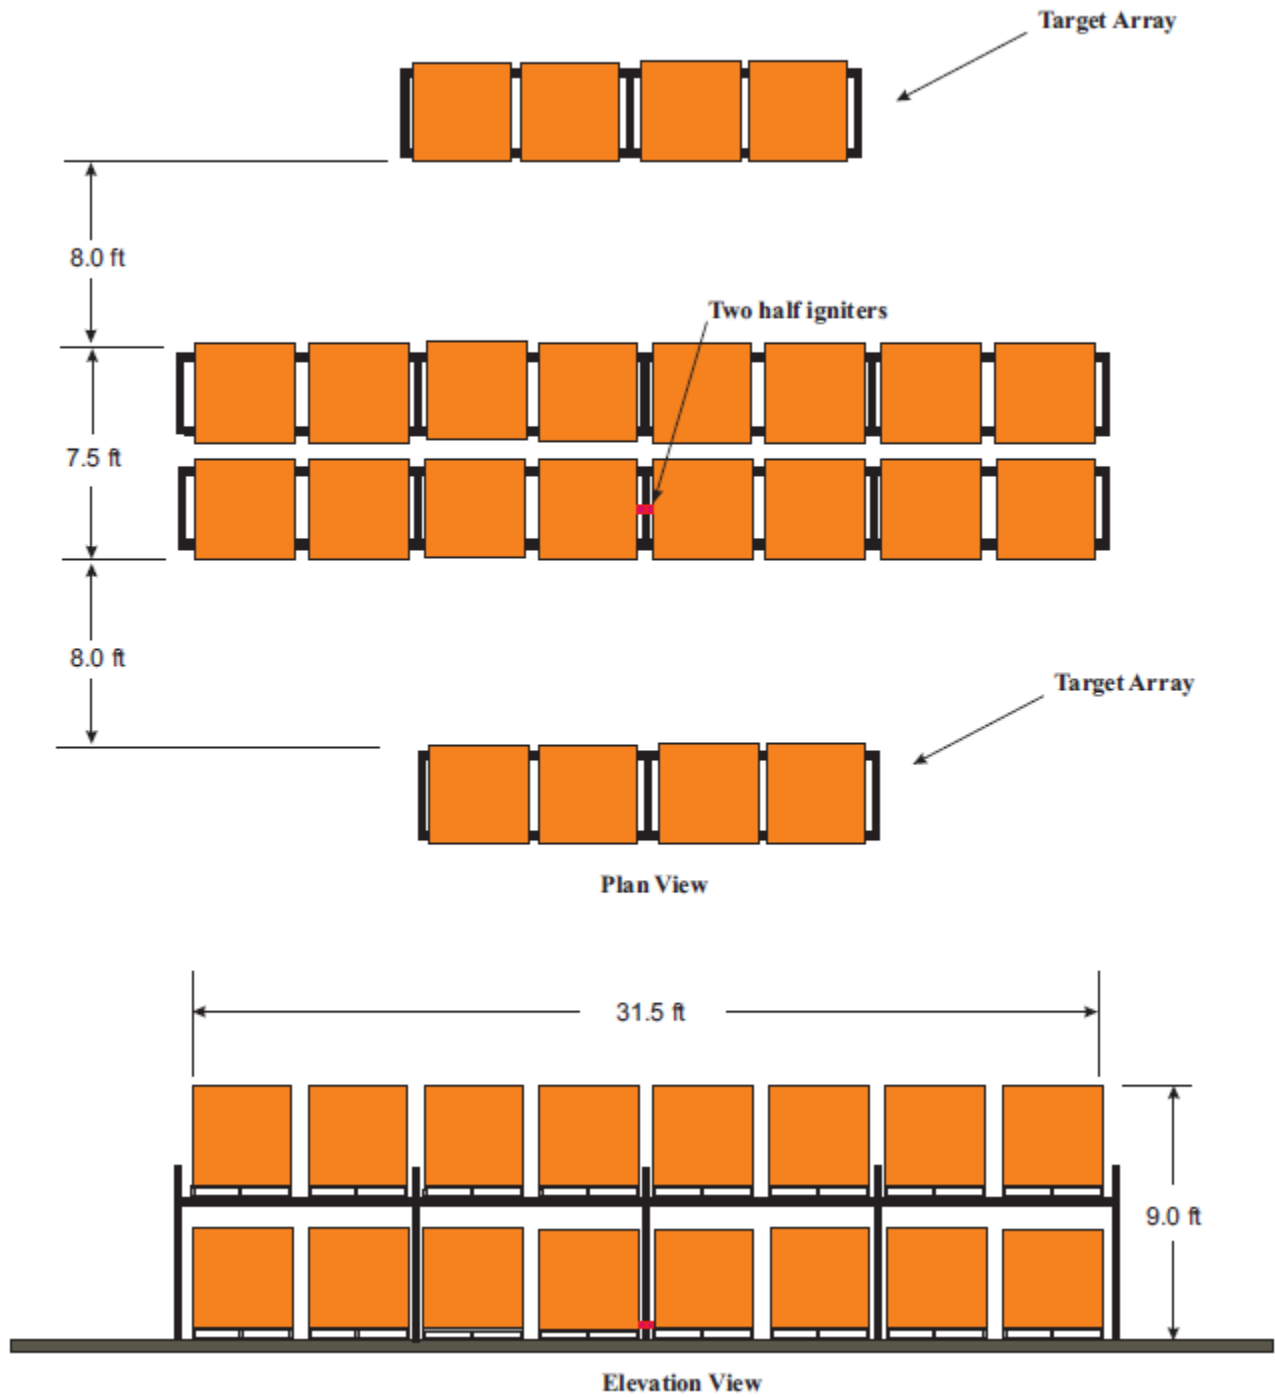 Target Array
8.0 ft
Two half igniters
7.5 ft
8.0 ft
Target Array
Plan View
31.5 ft
9.0 ft
Elevation View